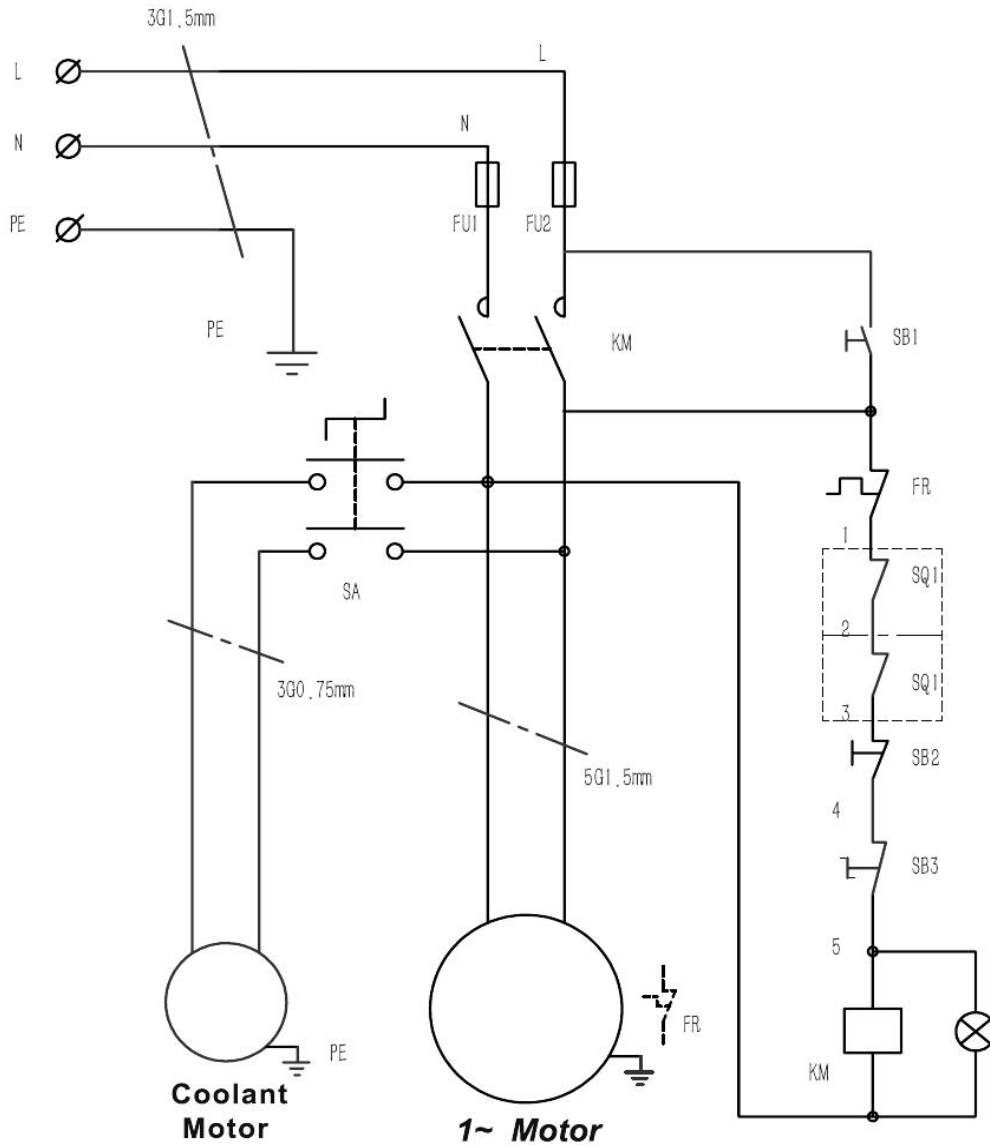 3G1.5mm
L
L
N
N
FU1
FU2
PE
PE
KM
SB1
FR
1
SQ1
SA
2
3G0.75mm
SQ1
3
5G1.5mm
SB2
4
SB3
5
FR
PE
KM
Coolant
Motor
1~ Motor